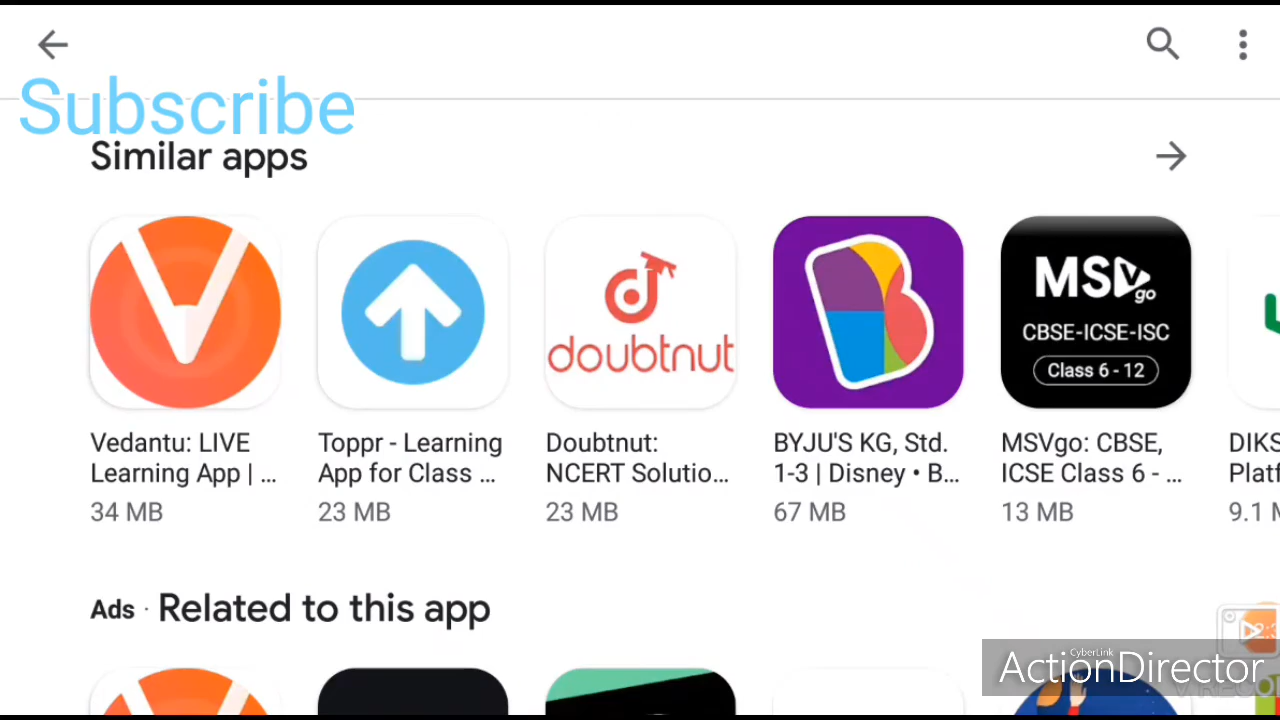 Subscribe
Similar apps
MSV go
CBSE-ICSE-ISC
Class 6 - 12
doubtnut
Vedantu: LIVE
Learning App | ...
34 MB
Toppr - Learning
App for Class ...
23 MB
Doubtnut:
NCERT Solutio...
23 MB
BYJU'S KG, Std.
1-3 | Disney • B...
67 MB
MSVgo: CBSE,
ICSE Class 6 - ...
13 MB
DIKS
Platf
9.1 M
Ads · Related to this app
CyberLink
ActionDirector